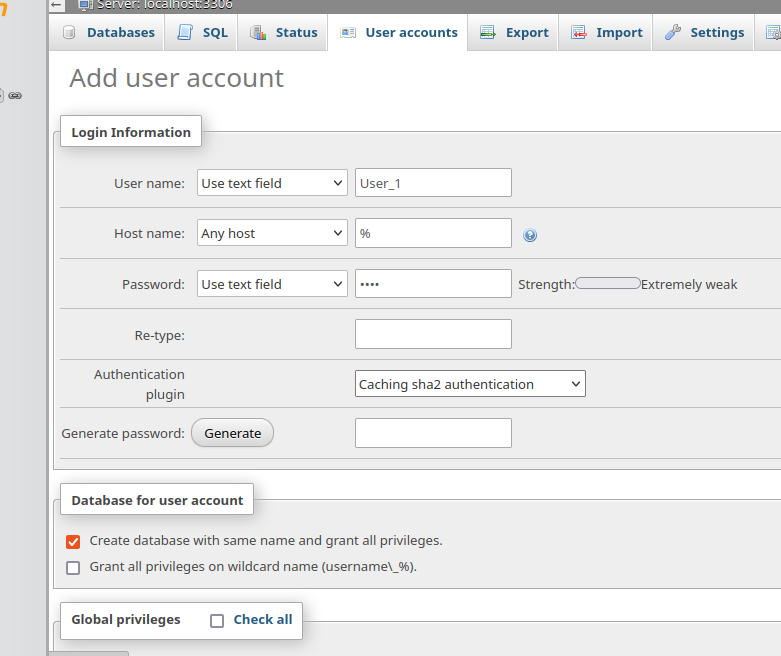 Server: localhost:3306
Databases SQL Status User accounts Export Import Settings
Add user account
Login Information
User name: Use text field User_1
Host name: Any host %
Password: Use text field •••• Strength: Extremely weak
Re-type:
Authentication
plugin
Caching sha2 authentication
Generate password: Generate
Database for user account
Create database with same name and grant all privileges.
Grant all privileges on wildcard name (username\_%).
Global privileges Check all